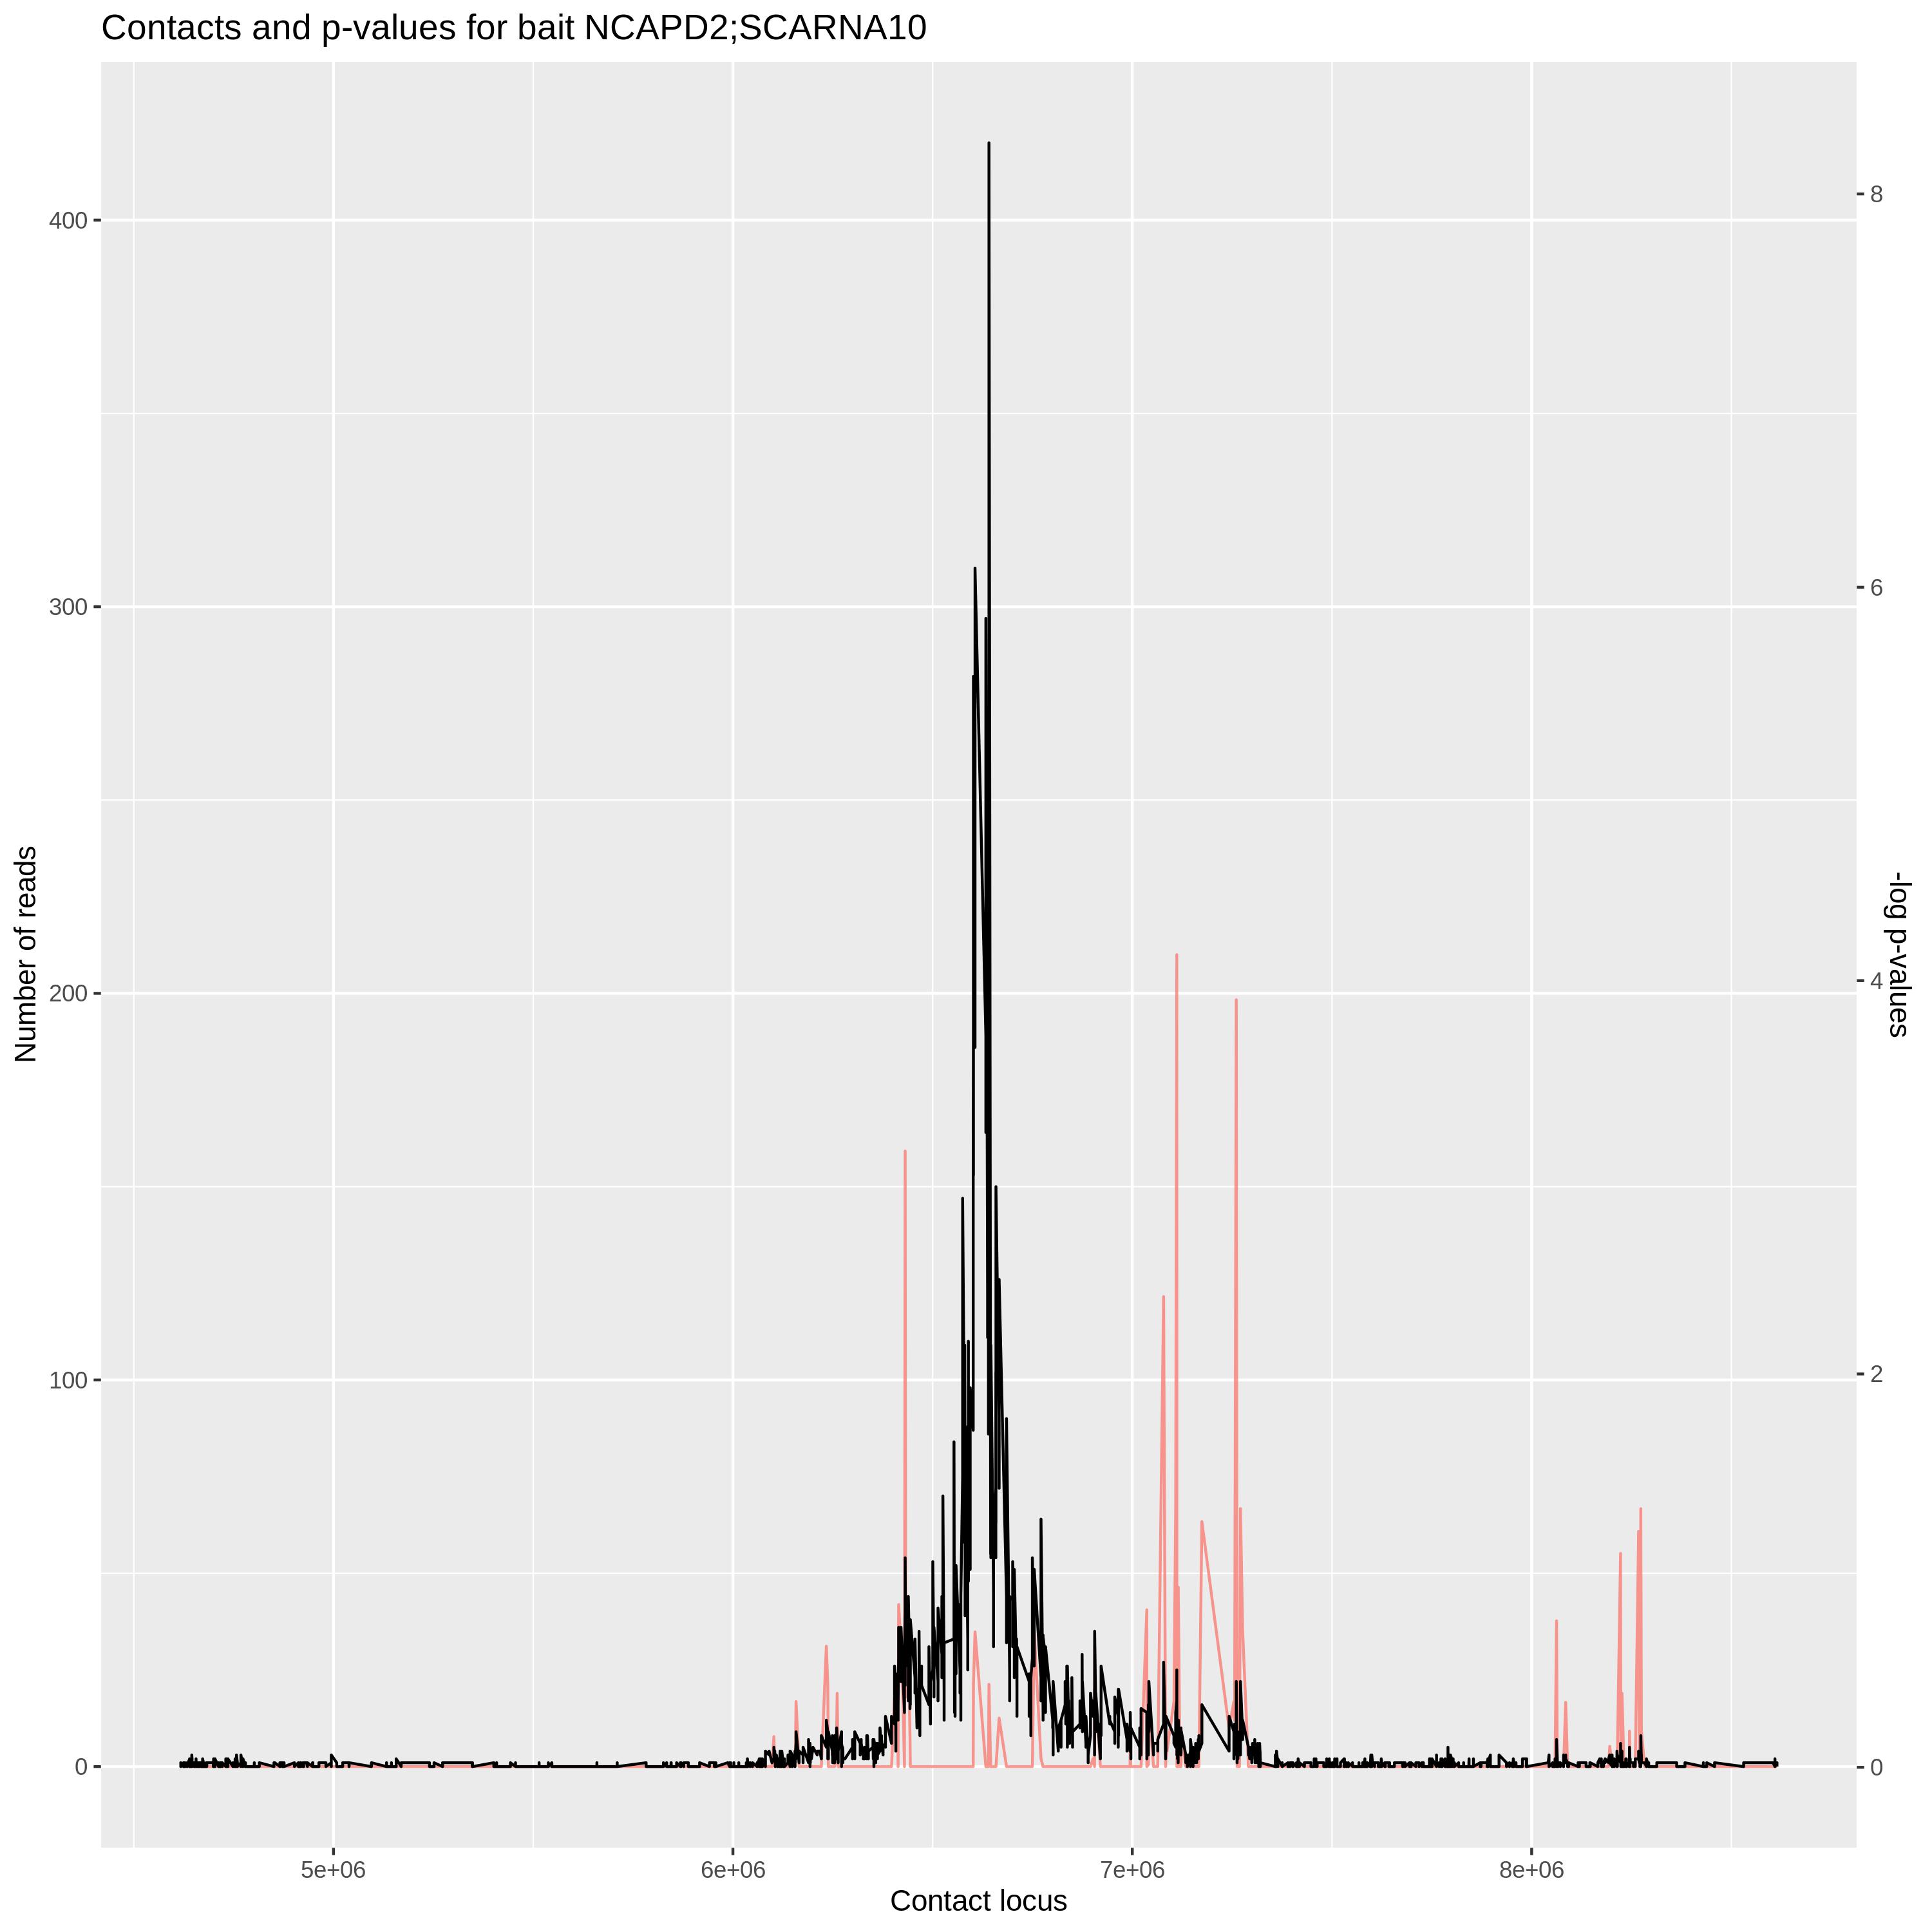 Contacts and p-values for bait NCAPD2;SCARNA10
400
300
200
100
0
Number of reads
8
6
4
2
0
-log p-values
5e+06
6e+06
7e+06
8e+06
Contact locus